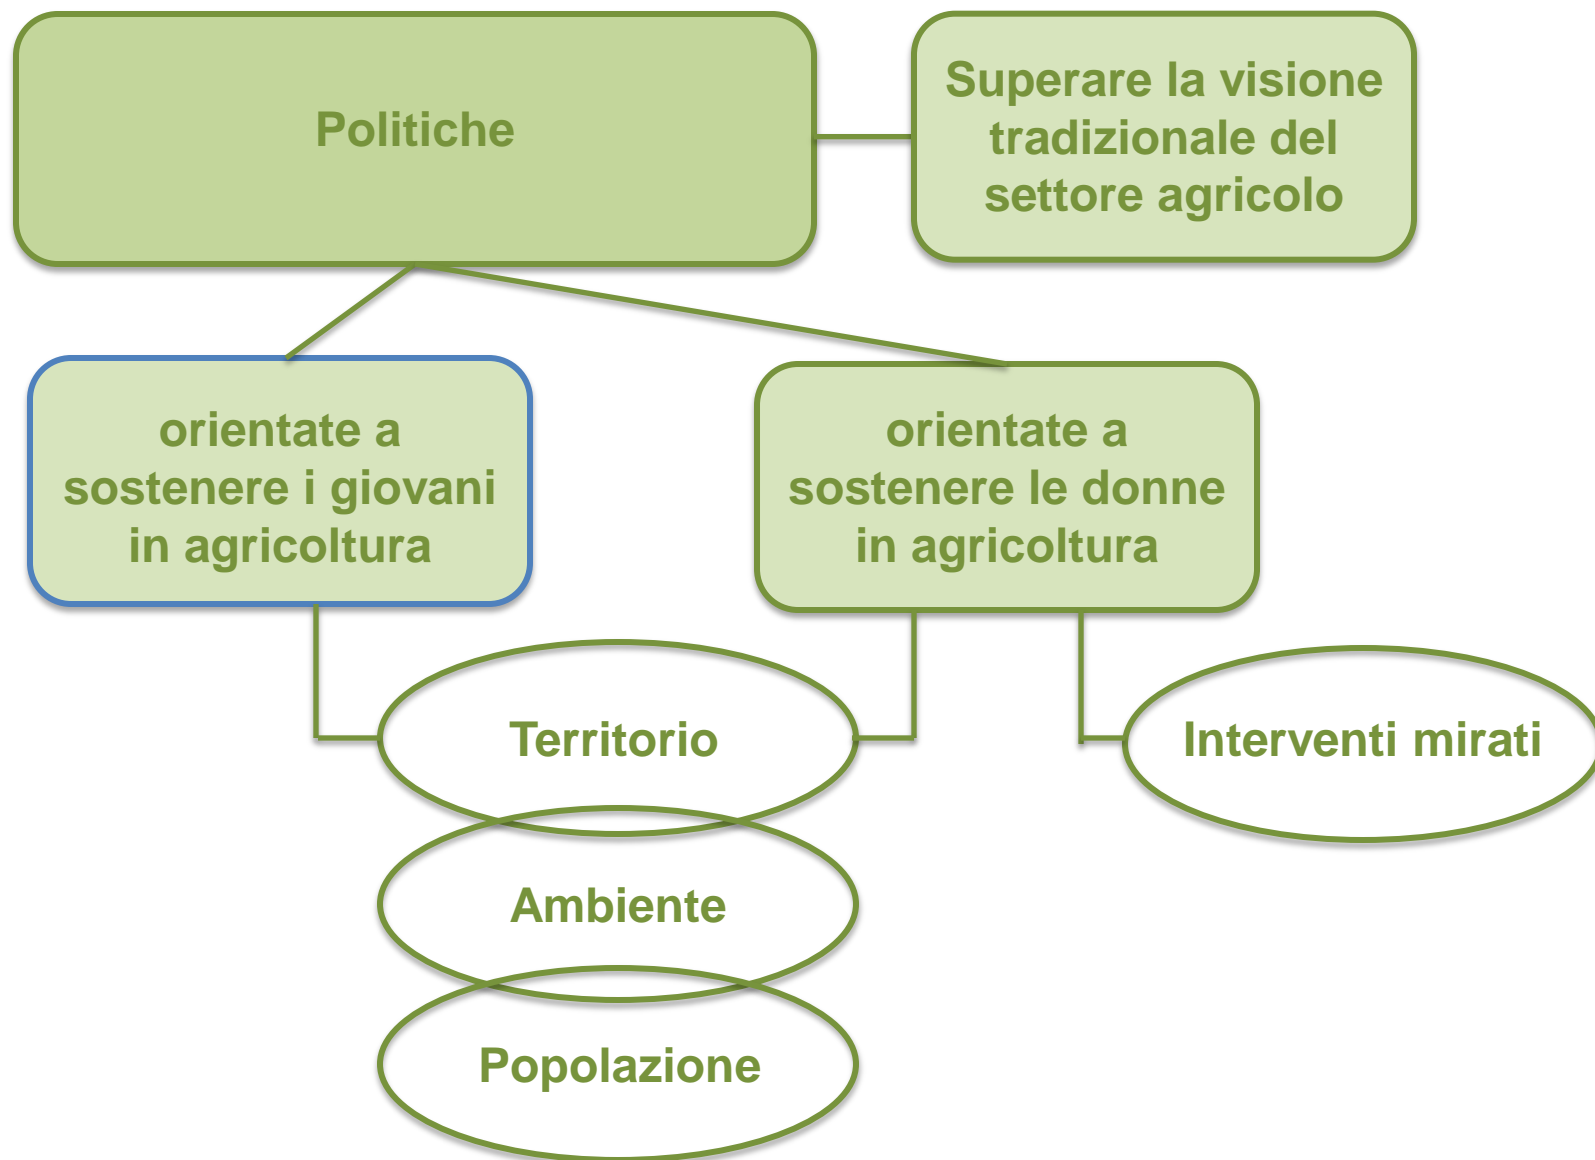 Politiche
Superare la visione
tradizionale del
settore agricolo
orientate a
sostenere i giovani
in agricoltura
orientate a
sostenere le donne
in agricoltura
Territorio
Interventi mirati
Ambiente
Popolazione